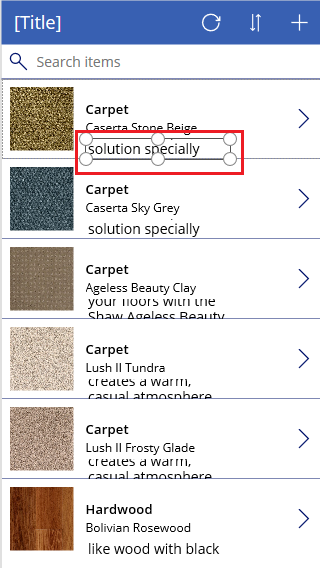 [Title]
Search items
Carpet
Caserta Stone Beige
solution specially
Carpet
Caserta Sky Grey
solution specially
Carpet
Ageless Beauty Clay
your floors with the
Shaw Ageless Beauty
Carpet
Lush II Tundra
creates a warm,
casual atmosphere
Carpet
Lush II Frosty Glade
creates a warm,
casual atmosphere
Hardwood
Bolivian Rosewood
like wood with black